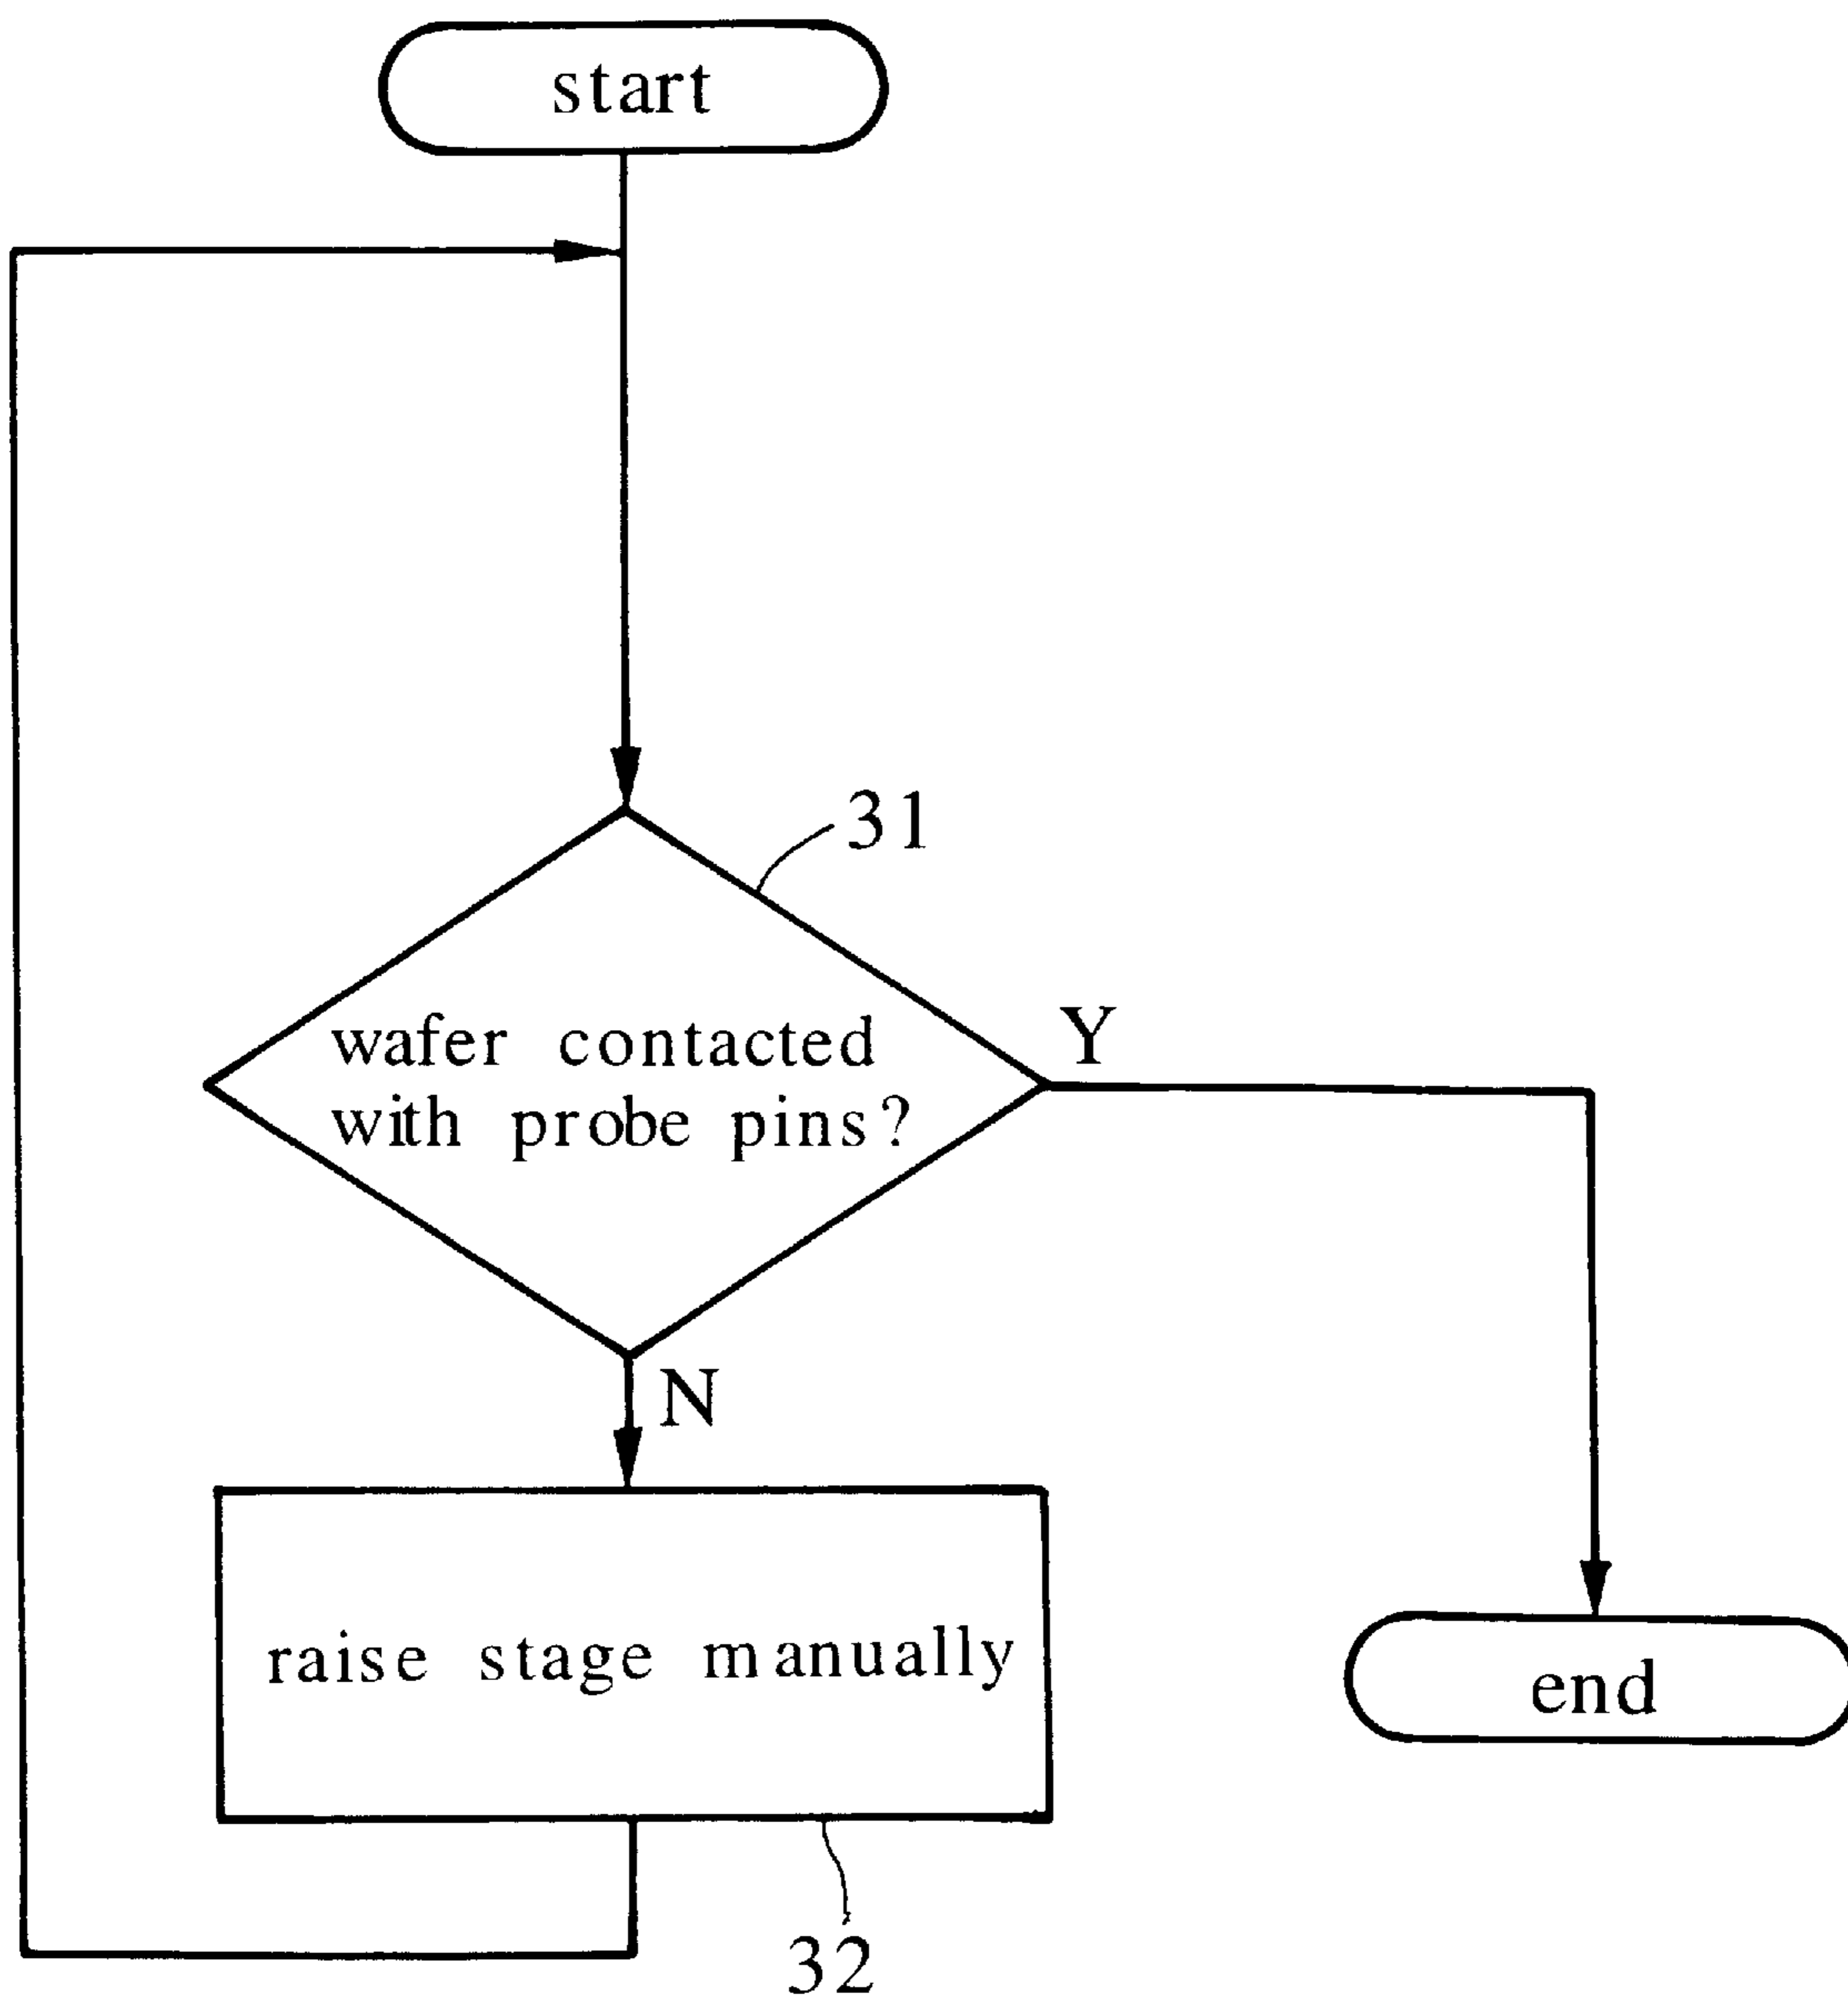 start
31
wafer contacted
with probe pins?
Y
N
raise stage manually
end
32